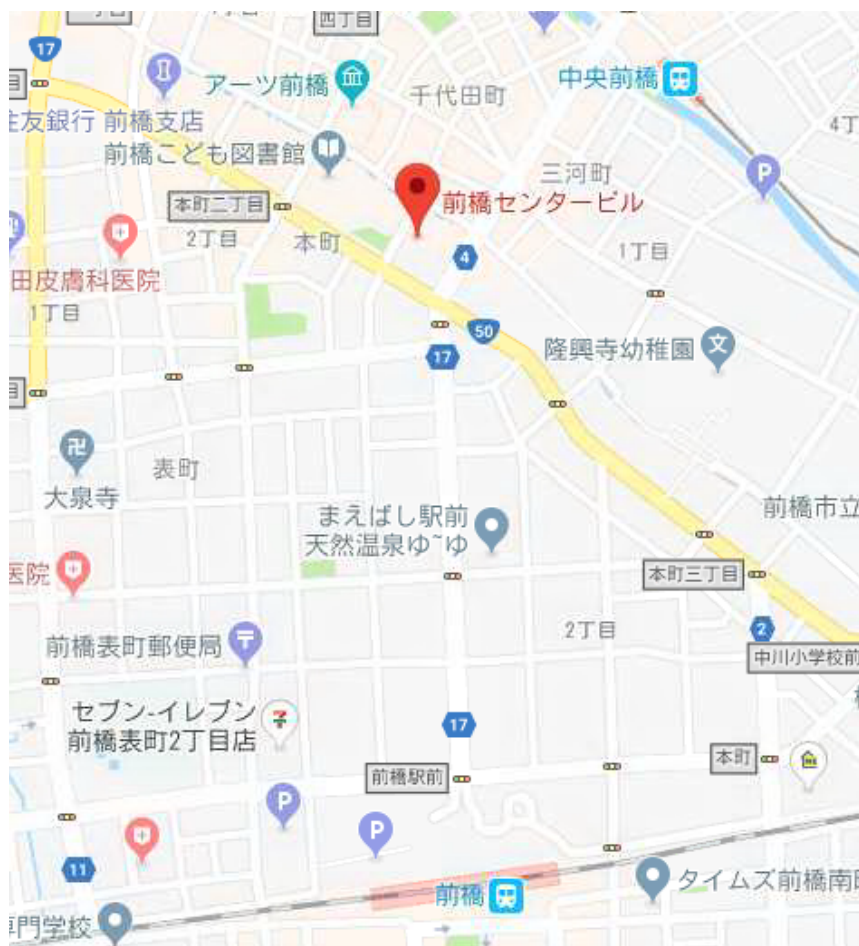 四丁目
17
アーツ前橋
中央前橋
千代田町
住友銀行 前橋支店
前橋こども図書館
三河町
P
本町二丁目
前橋センタービル
2丁目
本町
4
1丁目
田皮膚科医院
1丁目
50
17
隆興寺幼稚園
文
大泉寺
表町
まえばし駅前
天然温泉ゆ~ゆ
前橋市立
医院
本町三丁目
2丁目
2
前橋表町郵便局
中川小学校前
セブン-イレブン
前橋表町2丁目店
17
本町
前橋駅前
P
P
11
前橋
タイムズ前橋南
専門学校